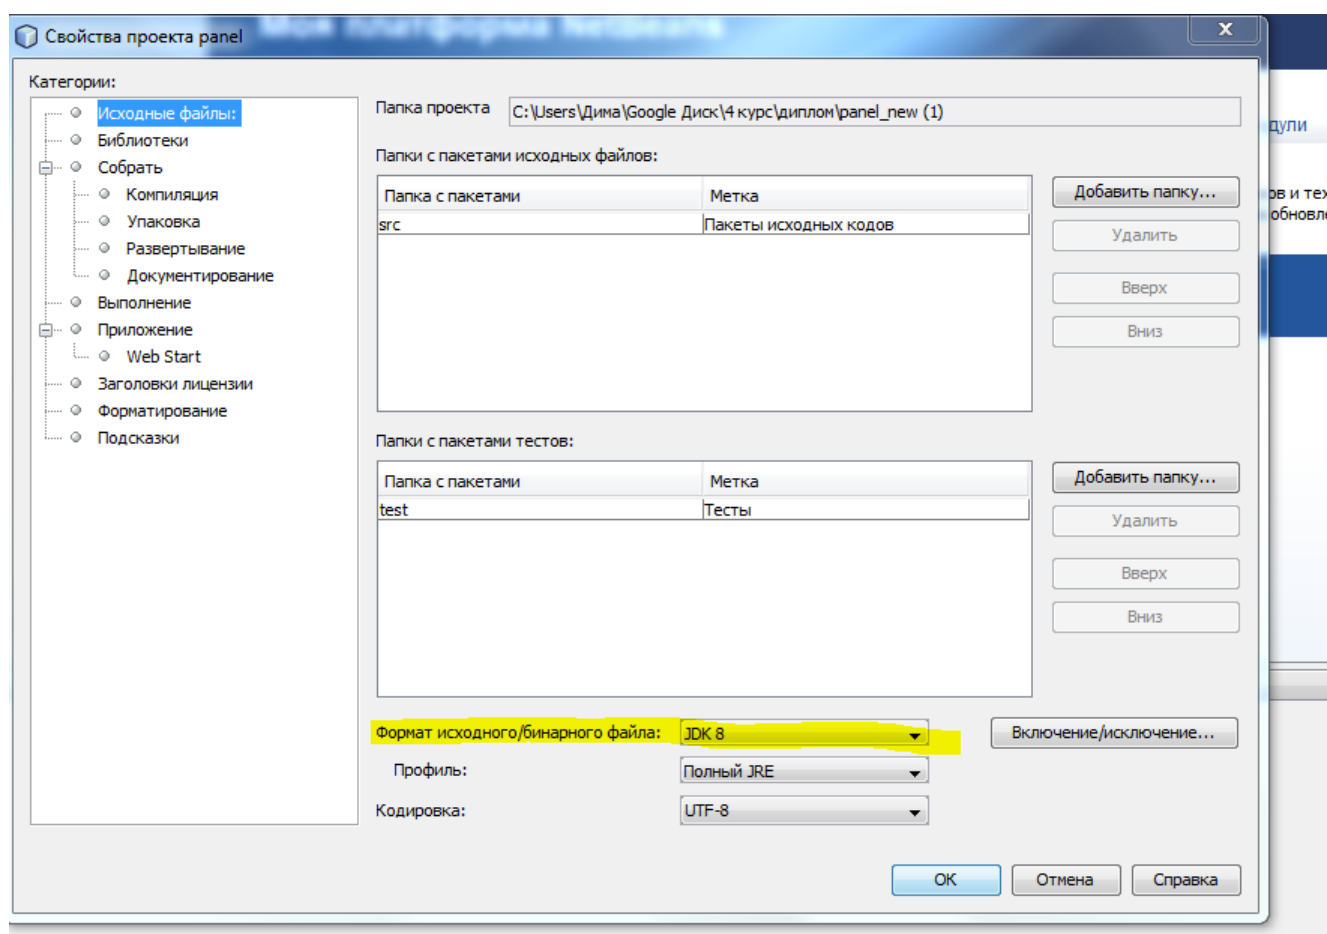 Моя платформа NetBeans
Свойства проекта panel
x
Категории:
Исходные файлы:
Библиотеки
Собрать
Компиляция
Упаковка
Развертывание
Документирование
Выполнение
Приложение
Web Start
Заголовки лицензии
Форматирование
Подсказки
Папка проекта
C:\Users\Дима\Google Диск\4 курс\диплом\panel_new (1)
Папки с пакетами исходных файлов:
Папка с пакетами Метка
src Пакеты исходных кодов
Добавить папку...
Удалить
Вверх
Вниз
Папки с пакетами тестов:
Папка с пакетами Метка
test Тесты
Добавить папку...
Удалить
Вверх
Вниз
Формат исходного/бинарного файла: JDK 8
Включение/исключение...
Профиль: Полный JRE
Кодировка: UTF-8
OK Отмена Справка
дули
ов и тех
обновл